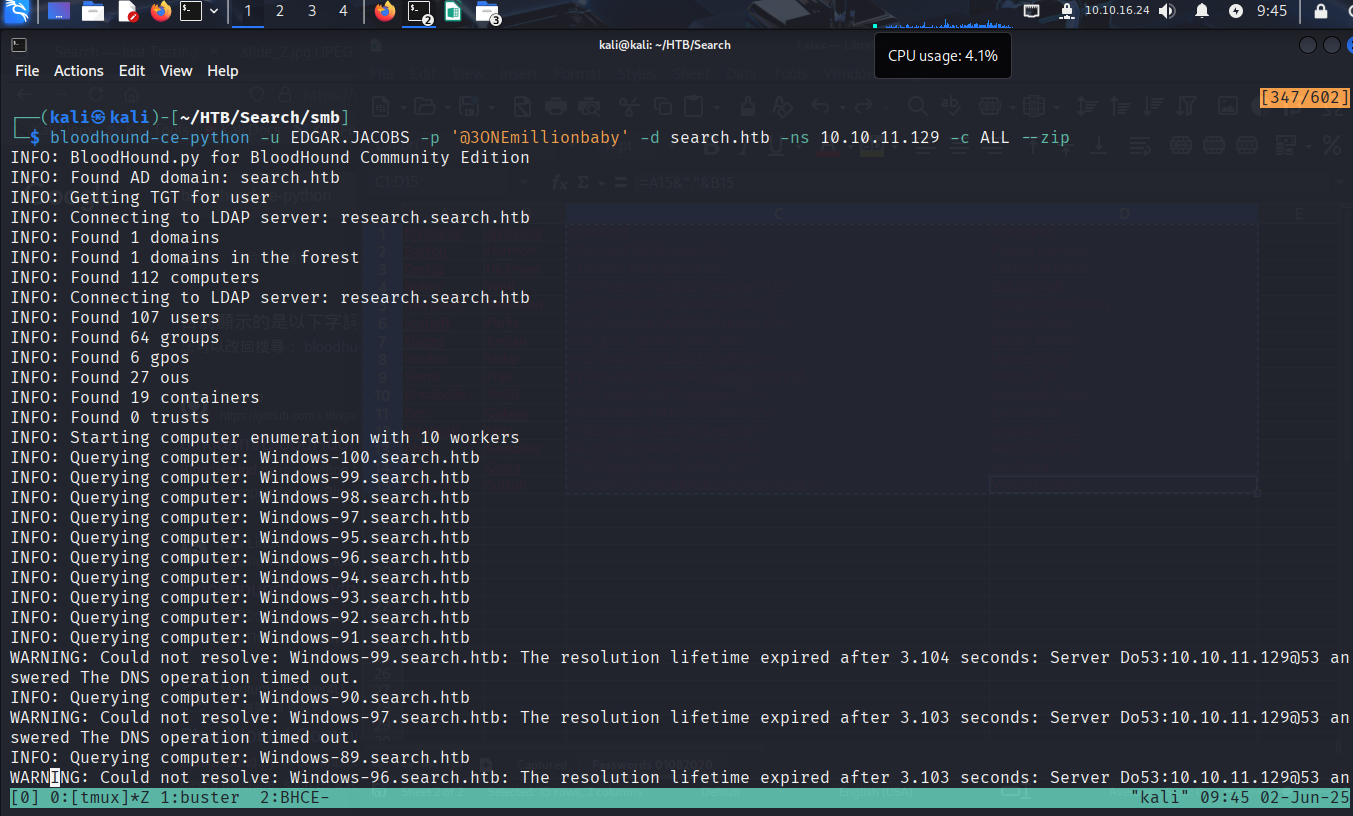 1 2 3 4 2 3 10.10.16.24 9:45
kali@kali: ~/HTB/Search
CPU usage: 4.1%
File Actions Edit View Help
[347/602]
┌──(kali㉿kali)-[~/HTB/Search/smb]
└─$ bloodhound-ce-python -u EDGAR.JACOBS -p '@3ONEmillionbaby' -d search.htb -ns 10.10.11.129 -c ALL --zip
INFO: BloodHound.py for BloodHound Community Edition
INFO: Found AD domain: search.htb
INFO: Getting TGT for user
INFO: Connecting to LDAP server: research.search.htb
INFO: Found 1 domains
INFO: Found 1 domains in the forest
INFO: Found 112 computers
INFO: Connecting to LDAP server: research.search.htb
INFO: Found 107 users
INFO: Found 64 groups
INFO: Found 6 gpos
INFO: Found 27 ous
INFO: Found 19 containers
INFO: Found 0 trusts
INFO: Starting computer enumeration with 10 workers
INFO: Querying computer: Windows-100.search.htb
INFO: Querying computer: Windows-99.search.htb
INFO: Querying computer: Windows-98.search.htb
INFO: Querying computer: Windows-97.search.htb
INFO: Querying computer: Windows-95.search.htb
INFO: Querying computer: Windows-96.search.htb
INFO: Querying computer: Windows-94.search.htb
INFO: Querying computer: Windows-93.search.htb
INFO: Querying computer: Windows-92.search.htb
INFO: Querying computer: Windows-91.search.htb
WARNING: Could not resolve: Windows-99.search.htb: The resolution lifetime expired after 3.104 seconds: Server Do53:10.10.11.129@53 an
swered The DNS operation timed out.
INFO: Querying computer: Windows-90.search.htb
WARNING: Could not resolve: Windows-97.search.htb: The resolution lifetime expired after 3.103 seconds: Server Do53:10.10.11.129@53 an
swered The DNS operation timed out.
INFO: Querying computer: Windows-89.search.htb
WARNING: Could not resolve: Windows-96.search.htb: The resolution lifetime expired after 3.103 seconds: Server Do53:10.10.11.129@53 an
[0] 0:[tmux]*Z 1:buster 2:BHCE- "kali" 09:45 02-Jun-25